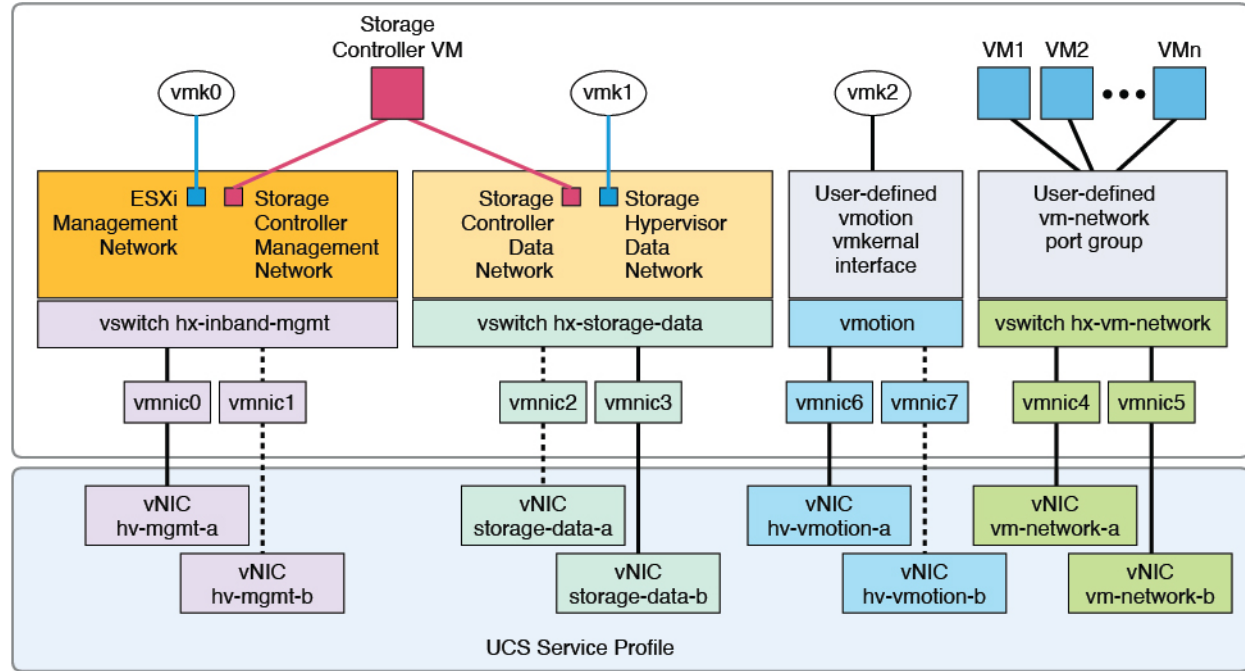 Storage
Controller VM
VM1
VM2
VMn
vmk0
vmk1
vmk2
ESXi
Management
Network
Storage
Controller
Management
Network
Storage
Controller
Data
Network
Storage
Hypervisor
Data
Network
User-defined
vmotion
vmkernal
interface
User-defined
vm-network
port group
vswitch hx-inband-mgmt
vswitch hx-storage-data
vmotion
vswitch hx-vm-network
vmnic0
vmnic1
vmnic2
vmnic3
vmnic6
vmnic7
vmnic4
vmnic5
vNIC
hv-mgmt-a
vNIC
storage-data-a
vNIC
hv-vmotion-a
vNIC
vm-network-a
vNIC
hv-mgmt-b
vNIC
storage-data-b
vNIC
hv-vmotion-b
vNIC
vm-network-b
UCS Service Profile